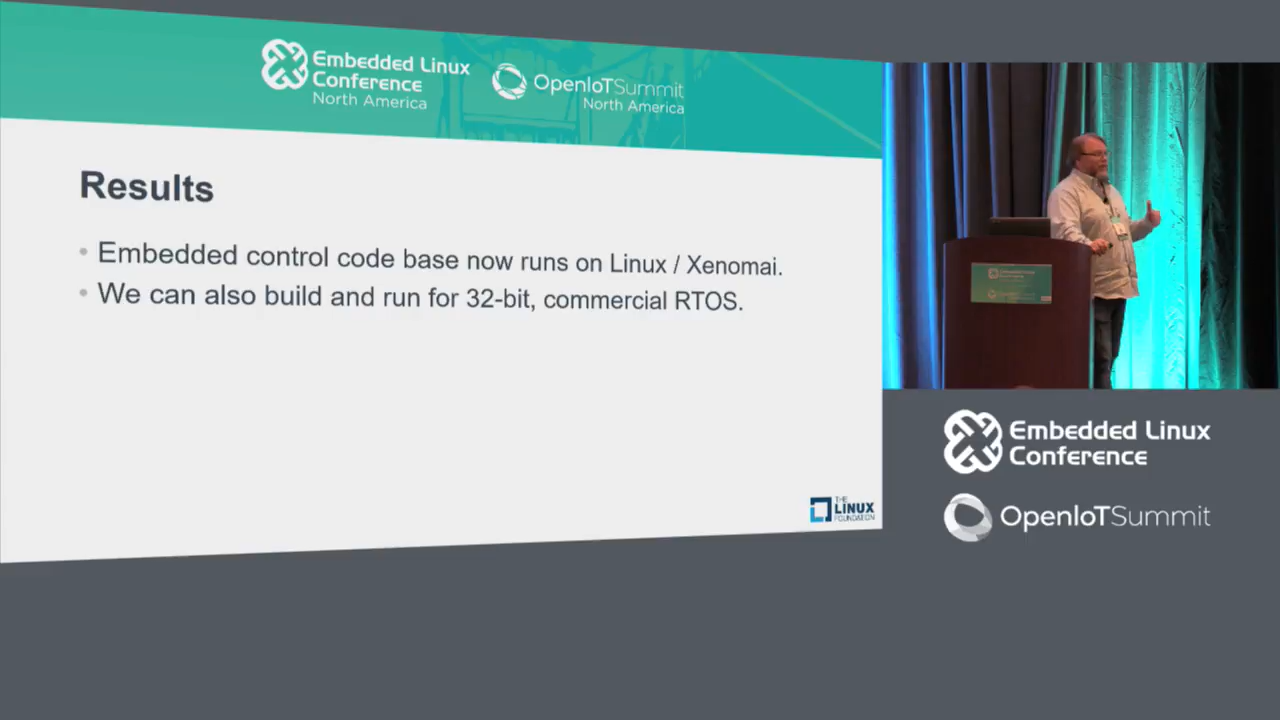 Embedded Linux
Conference
North America
OpenIoTSummit
North America
Results
• Embedded control code base now runs on Linux / Xenomai.
• We can also build and run for 32-bit, commercial RTOS.
THE
LINUX
FOUNDATION
Embedded Linux
Conference
OpenIoTSummit